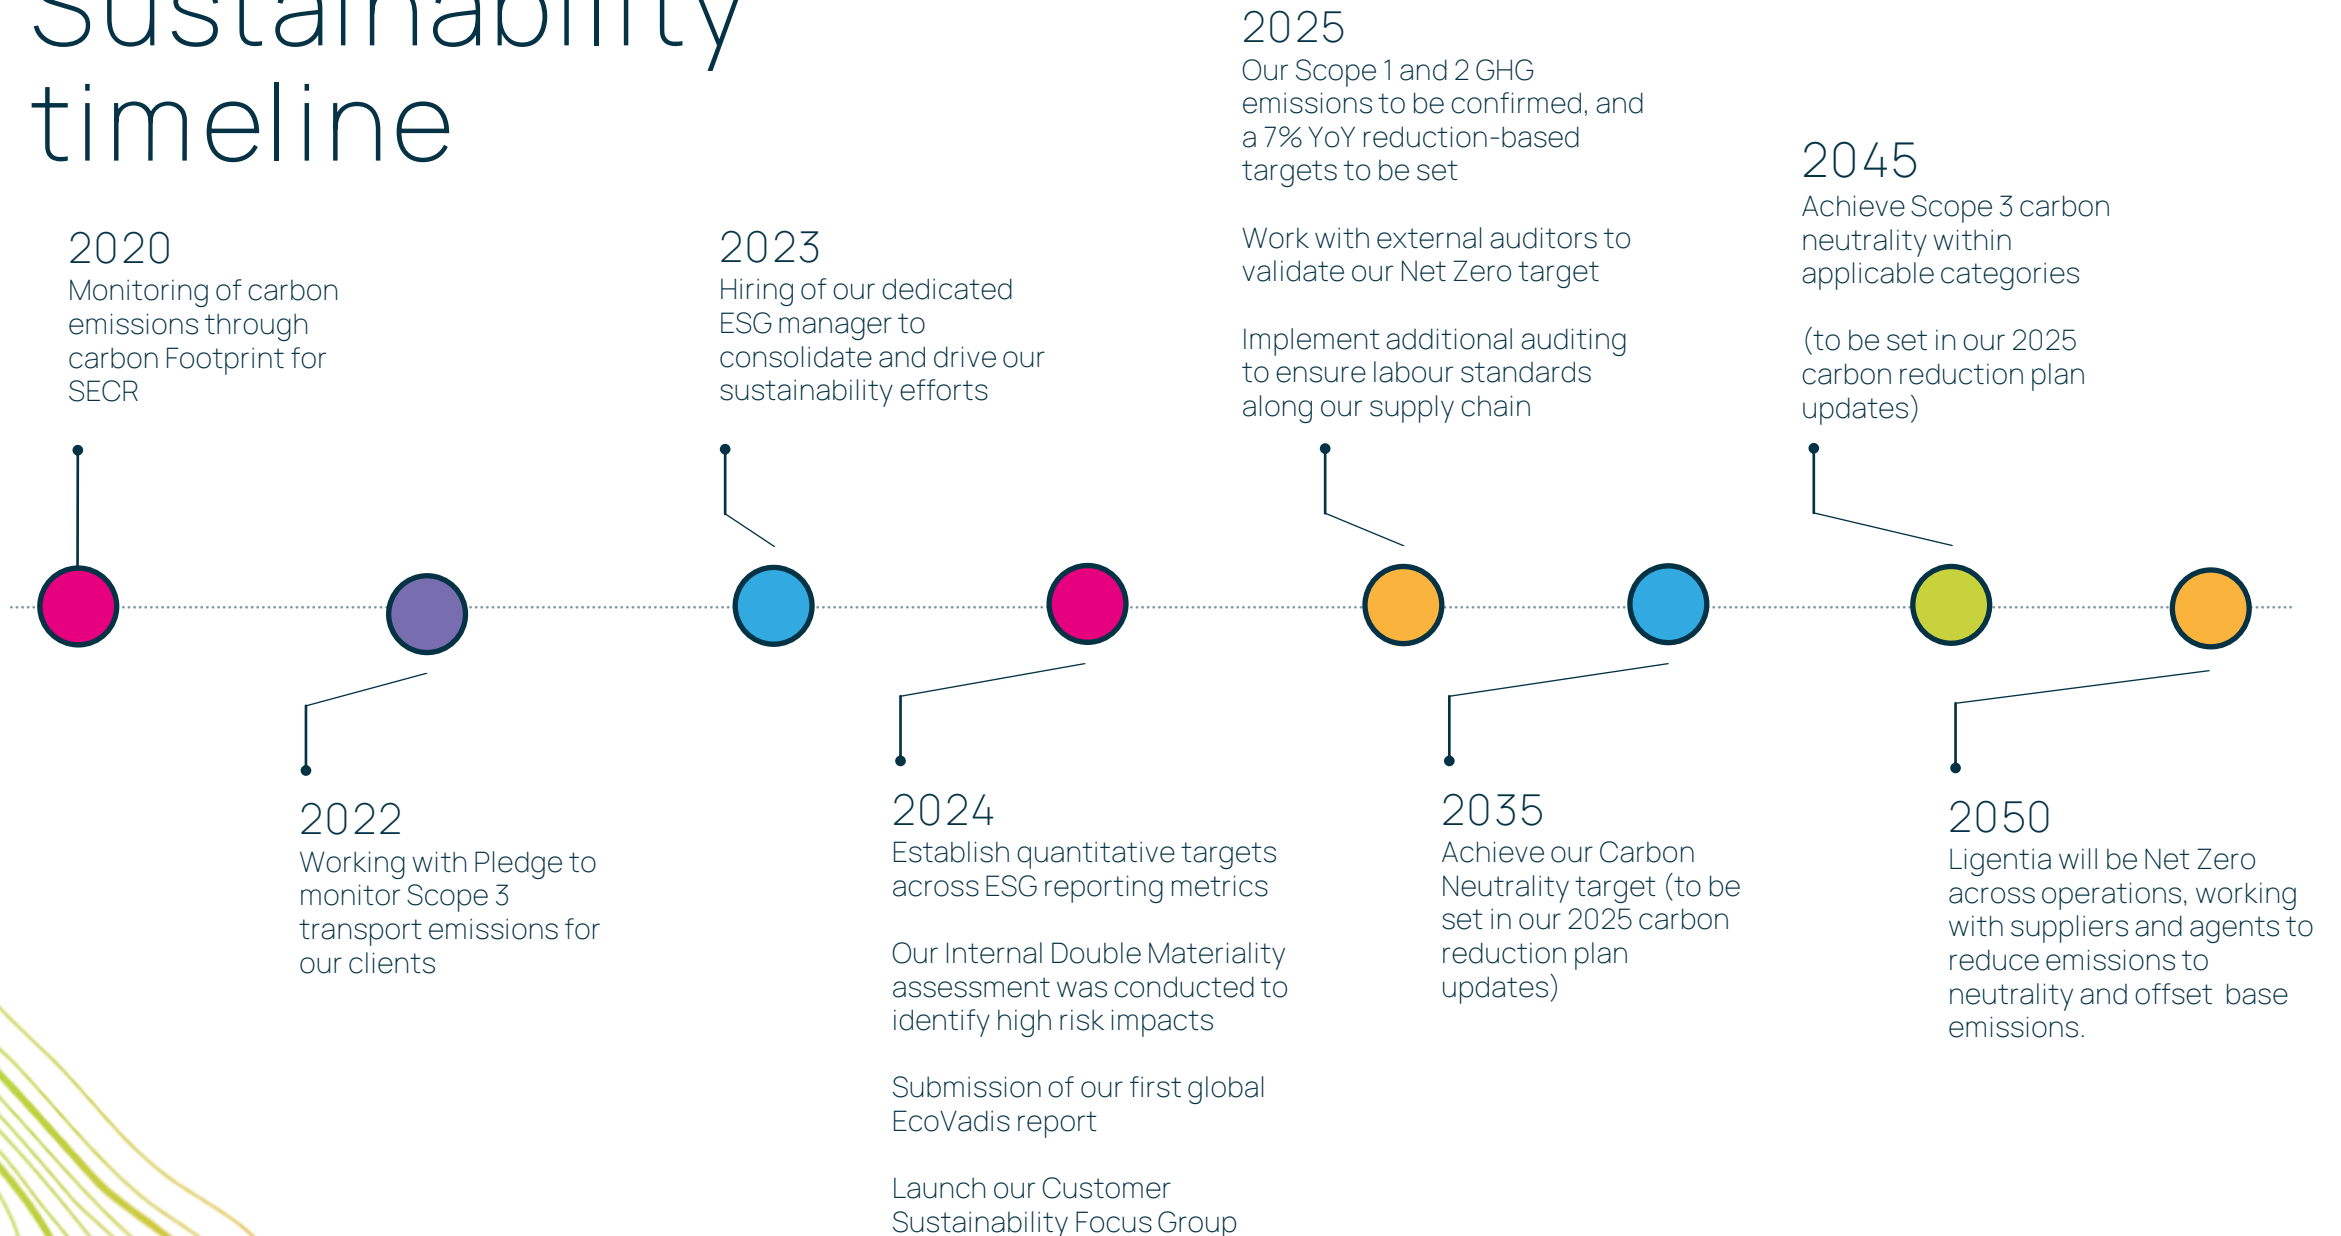 Sustainability
timeline
2020
Monitoring of carbon
emissions through
carbon Footprint for
SECR
2022
Working with Pledge to
monitor Scope 3
transport emissions for
our clients
2023
Hiring of our dedicated
ESG manager to
consolidate and drive our
sustainability efforts
2024
Establish quantitative targets
across ESG reporting metrics
Our Internal Double Materiality
assessment was conducted to
identify high risk impacts
Submission of our first global
EcoVadis report
Launch our Customer
Sustainability Focus Group
2025
Our Scope 1 and 2 GHG
emissions to be confirmed, and
a 7% YoY reduction-based
targets to be set
Work with external auditors to
validate our Net Zero target
Implement additional auditing
to ensure labour standards
along our supply chain
2035
Achieve our Carbon
Neutrality target (to be
set in our 2025 carbon
reduction plan
updates)
2045
Achieve Scope 3 carbon
neutrality within
applicable categories
(to be set in our 2025
carbon reduction plan
updates)
2050
Ligentia will be Net Zero
across operations, working
with suppliers and agents to
reduce emissions to
neutrality and offset  base
emissions.